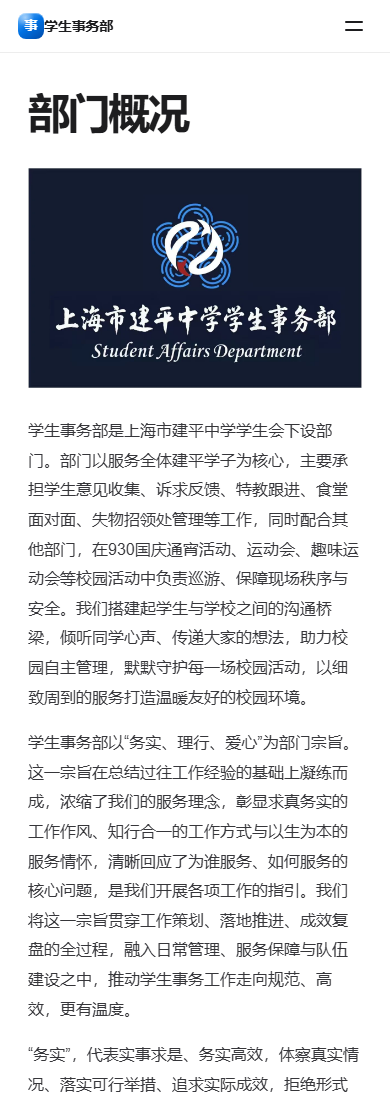 事 学生事务部
部门概况
上海市建平中学学生事务部
Student Affairs Department
学生事务部是上海市建平中学学生会下设部
门。部门以服务全体建平学子为核心，主要承
担学生意见收集、诉求反馈、特教跟进、食堂
面对面、失物招领处管理等工作，同时配合其
他部门，在930国庆通宵活动、运动会、趣味运
动会等校园活动中负责巡游、保障现场秩序与
安全。我们搭建起学生与学校之间的沟通桥
梁，倾听同学心声、传递大家的想法，助力校
园自主管理，默默守护每一场校园活动，以细
致周到的服务打造温暖友好的校园环境。
学生事务部以“务实、理行、爱心”为部门宗旨。
这一宗旨在总结过往工作经验的基础上凝练而
成，浓缩了我们的服务理念，彰显求真务实的
工作作风、知行合一的工作方式与以生为本的
服务情怀，清晰回应了为谁服务、如何服务的
核心问题，是我们开展各项工作的指引。我们
将这一宗旨贯穿工作策划、落地推进、成效复
盘的全过程，融入日常管理、服务保障与队伍
建设之中，推动学生事务工作走向规范、高
效，更有温度。
“务实”，代表实事求是、务实高效，体察真实情
况、落实可行举措、追求实际成效，拒绝形式